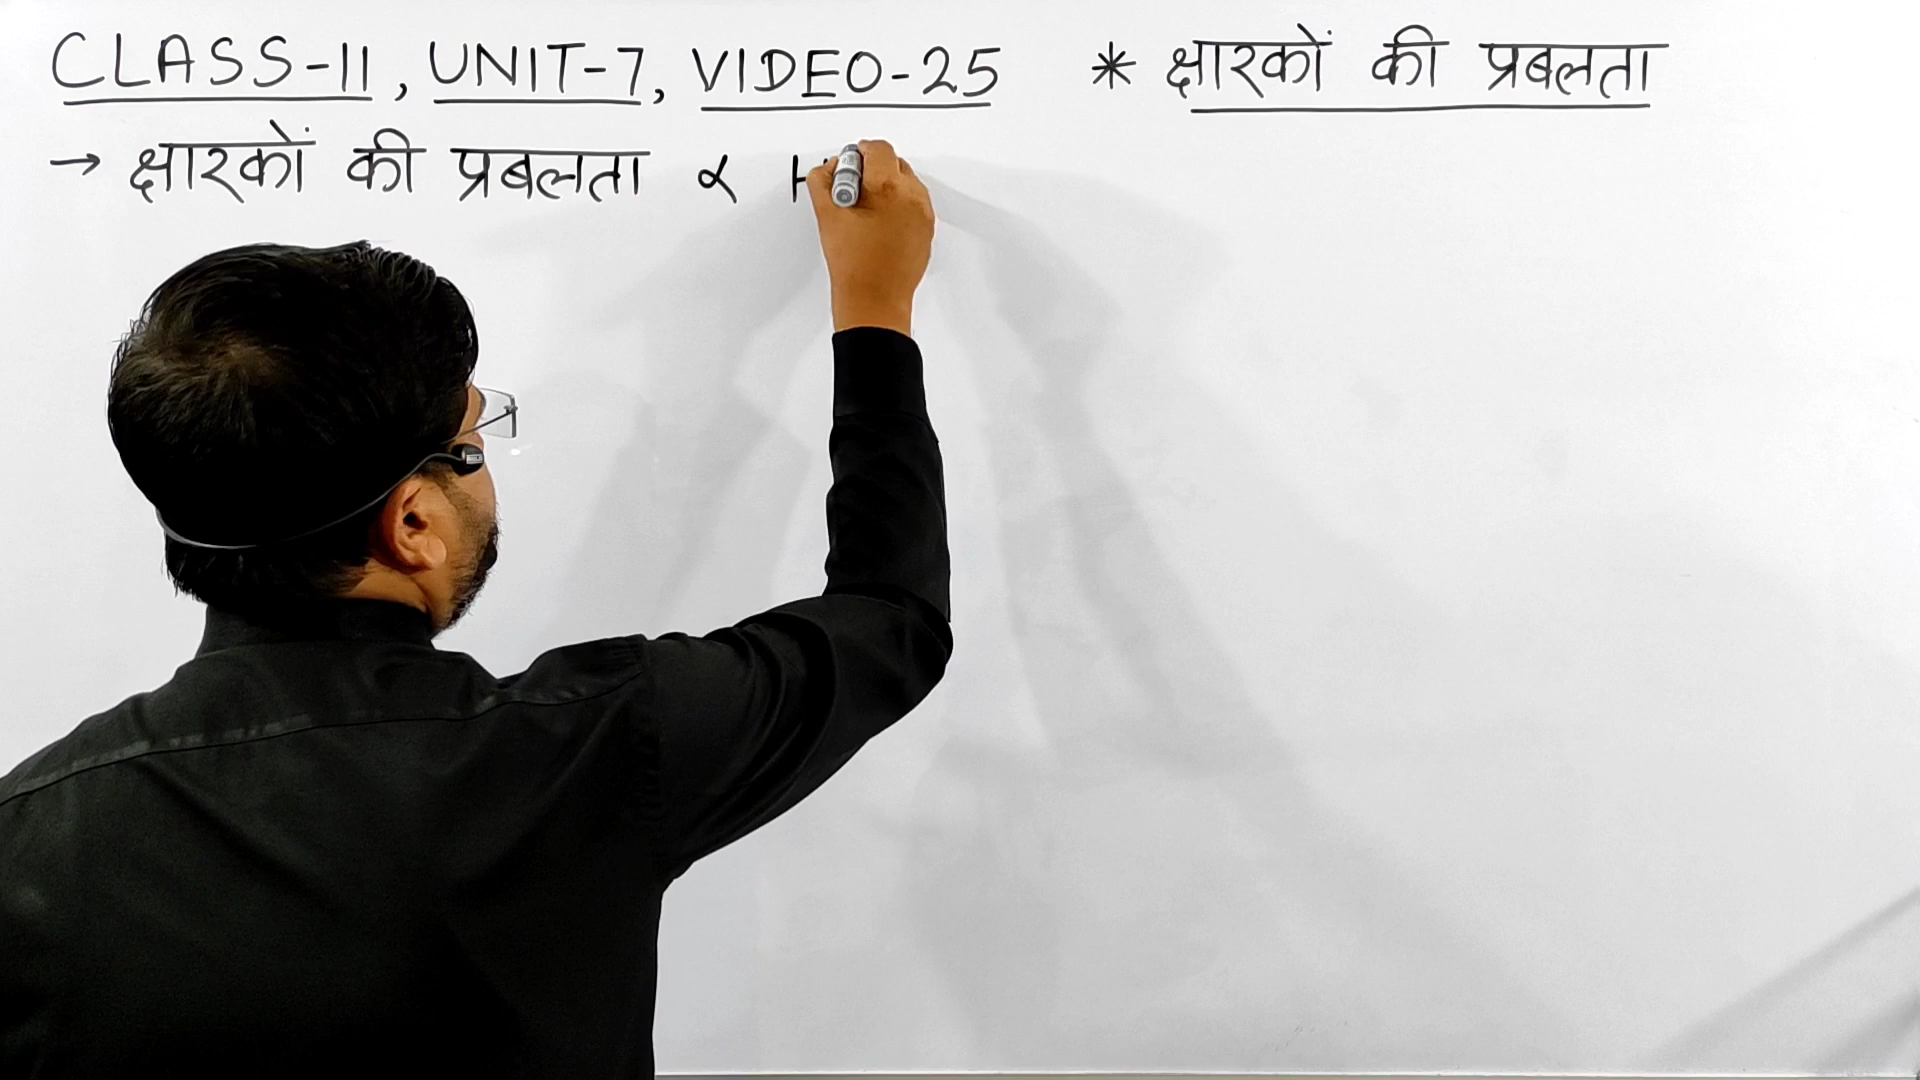 CLASS-11, UNIT-7, VIDEO-25 * क्षारकों की प्रबलता
→ क्षारकों की प्रबलता ∝